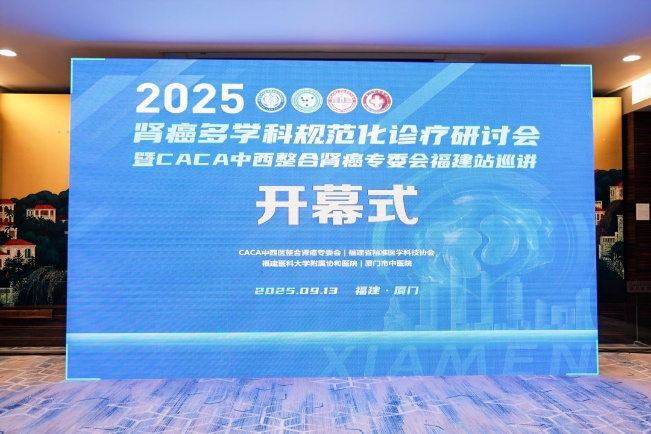 2025
肾癌多学科规范化诊疗研讨会
暨CACA中西整合肾癌专委会福建站巡讲
开幕式
CACA中西医整合肾癌专委会｜福建省精准医学科技协会
福建医科大学附属协和医院｜厦门市中医院
2025.09.13 福建·厦门
XIAMEN